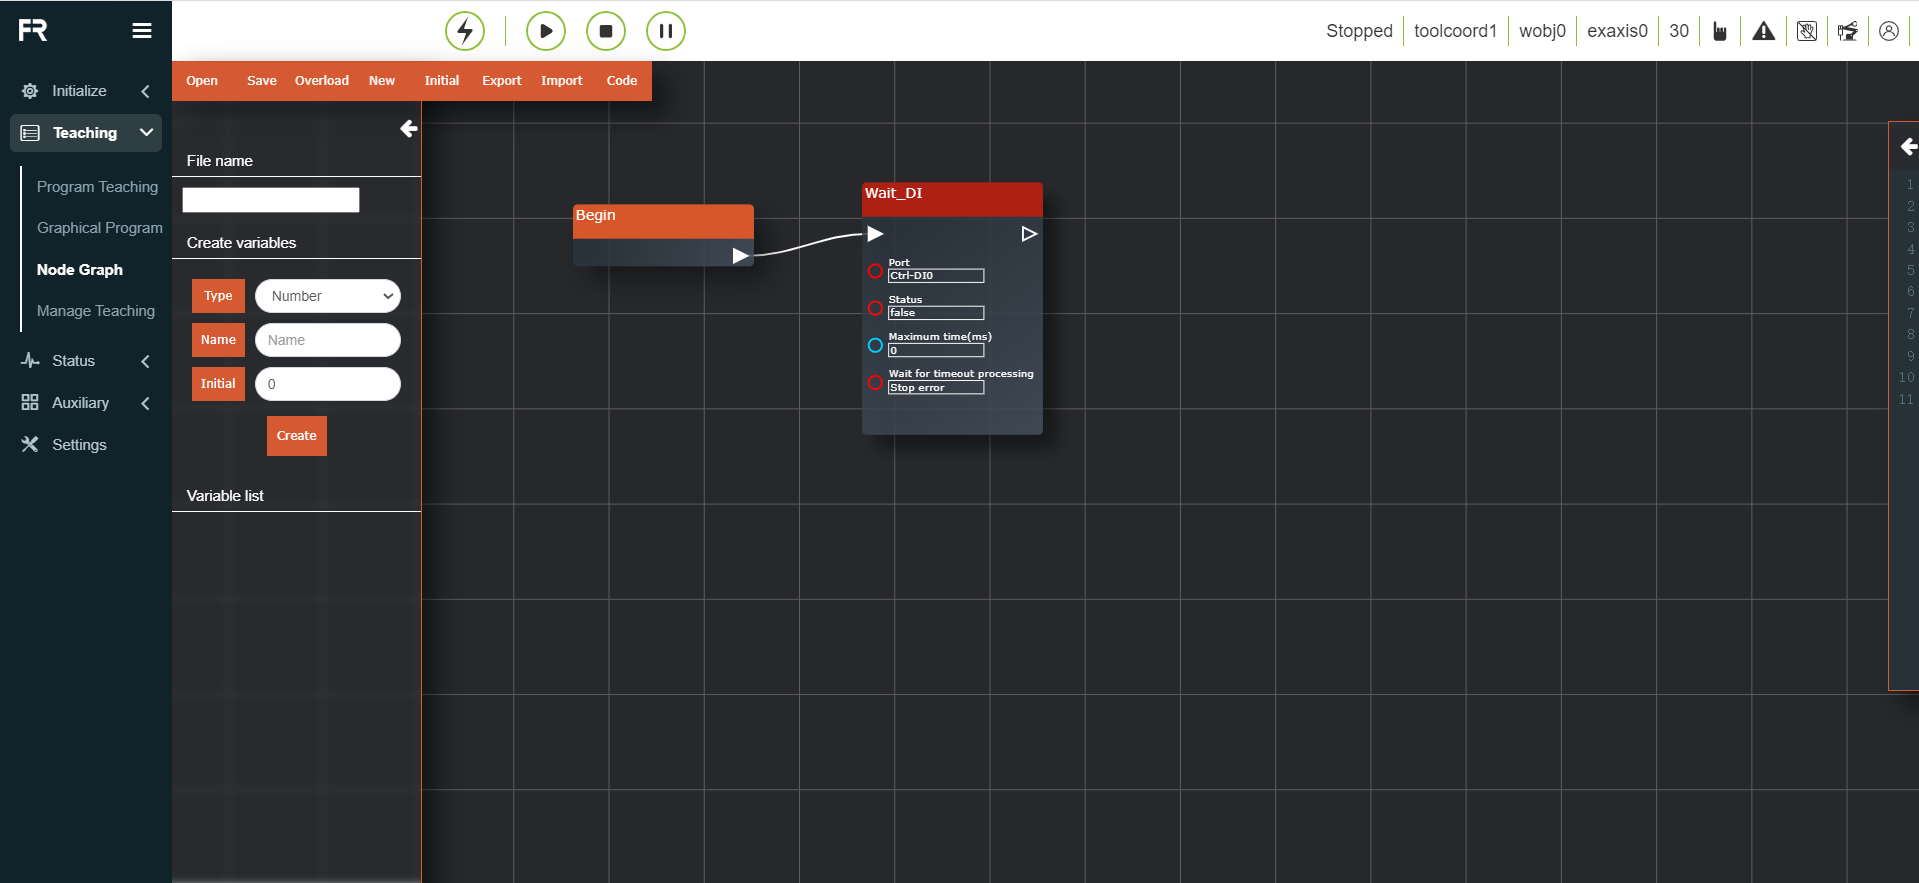 FR
Stopped
toolcoord1
wobj0
exaxis0
30
Open Save Overload New Initial Export Import Code
Initialize
Teaching
Program Teaching
Graphical Program
Node Graph
Manage Teaching
Status
Auxiliary
Settings
File name
Create variables
Type Number
Name Name
Initial 0
Create
Variable list
Begin
Wait_DI
Port
Ctrl-DI0
Status
false
Maximum time(ms)
0
Wait for timeout processing
Stop error
1
2
3
4
5
6
7
8
9
10
11